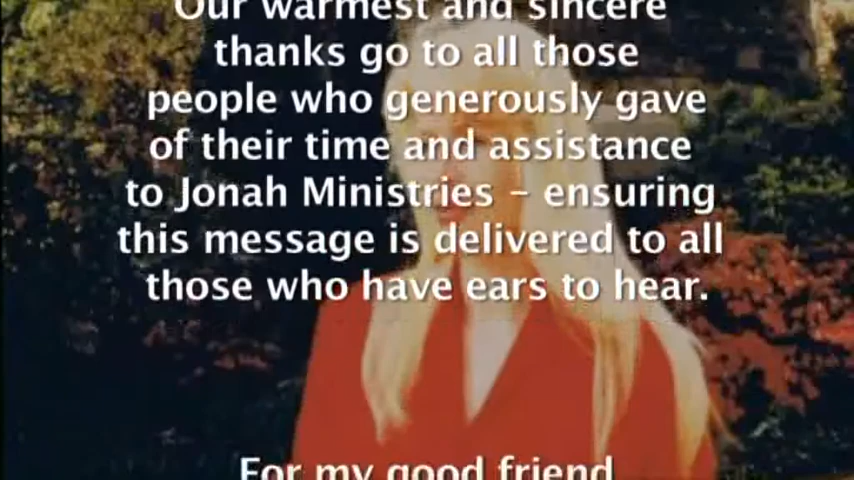 Our warmest and sincere
thanks go to all those
people who generously gave
of their time and assistance
to Jonah Ministries - ensuring
this message is delivered to all
those who have ears to hear.
For my good friend